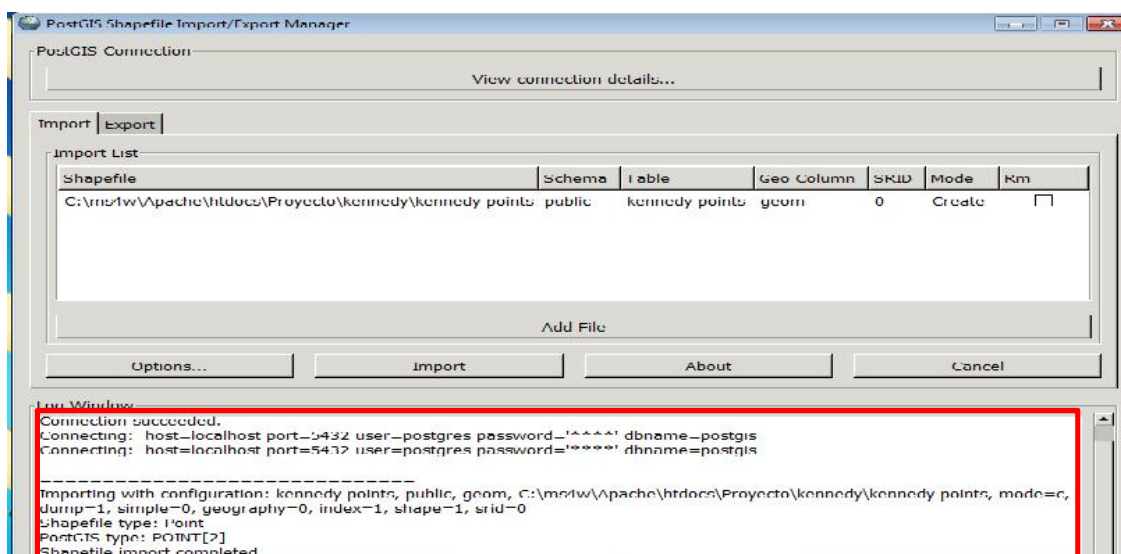 PostGIS Shapefile Import/Export Manager
PostGIS Connection
View connection details...
Import Export
Import List
Shapefile Schema Table Geo Column SRID Mode Rm
C:\ms4w\Apache\htdocs\Proyecto\kennedy\kennedy points public kennedy points geom 0 Create
Add File
Options... Import About Cancel
Log Window
Connection succeeded.
Connecting: host=localhost port=5432 user=postgres password='****' dbname=postgis
Connecting: host=localhost port=5432 user=postgres password='****' dbname=postgis
==============================
Importing with configuration: kennedy points, public, geom, C:\ms4w\Apache\htdocs\Proyecto\kennedy\kennedy points, mode=c,
dump=1, simple=0, geography=0, index=1, shape=1, srid=0
Shapefile type: Point
PostGIS type: POINT[2]
Shapefile import completed.